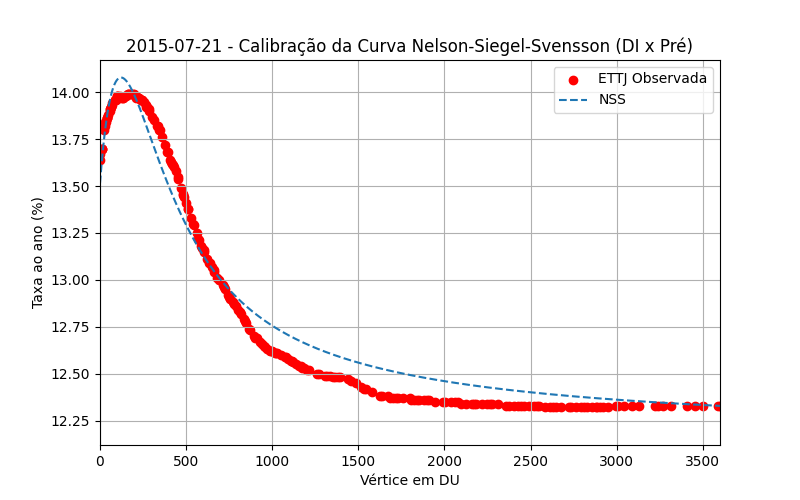 2015-07-21 - Calibração da Curva Nelson-Siegel-Svensson (DI x Pré)
ETTJ Observada
NSS
Taxa ao ano (%)
14.00
13.75
13.50
13.25
13.00
12.75
12.50
12.25
0 500 1000 1500 2000 2500 3000 3500
Vértice em DU